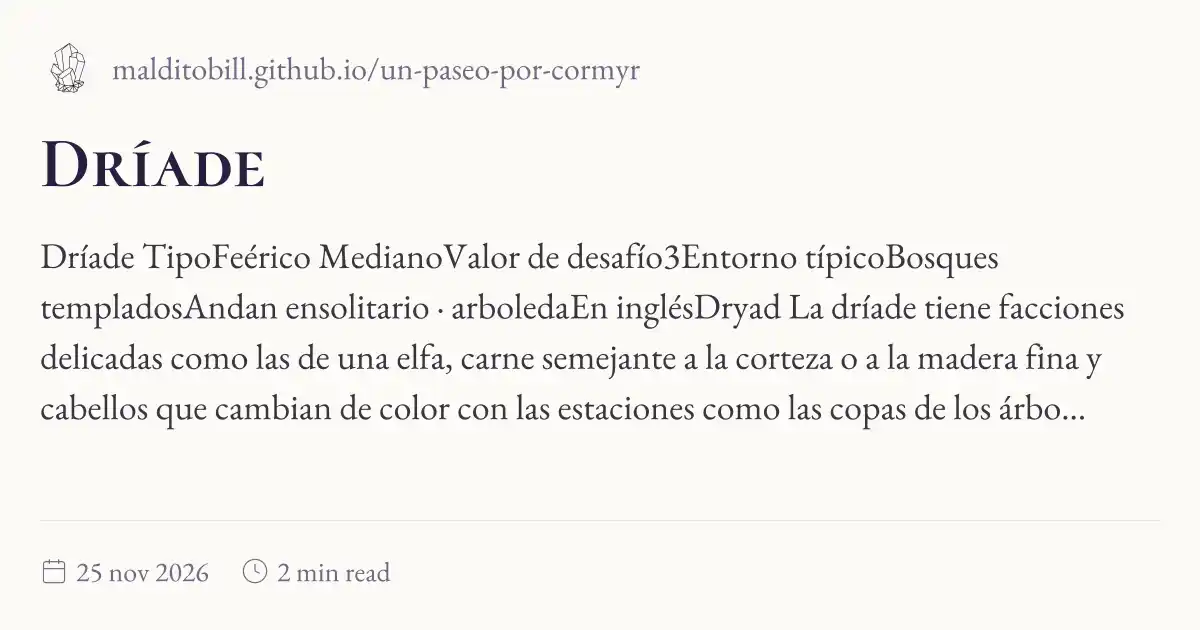 malditobill.github.io/un-paseo-por-cormyr
Dríade
Dríade TipoFeérico MedianoValor de desafío3Entorno típicoBosques
templadosAndan ensolitario · arboledaEn inglésDryad La dríade tiene facciones
delicadas como las de una elfa, carne semejante a la corteza o a la madera fina y
cabellos que cambian de color con las estaciones como las copas de los árbo...
25 nov 2026 2 min read